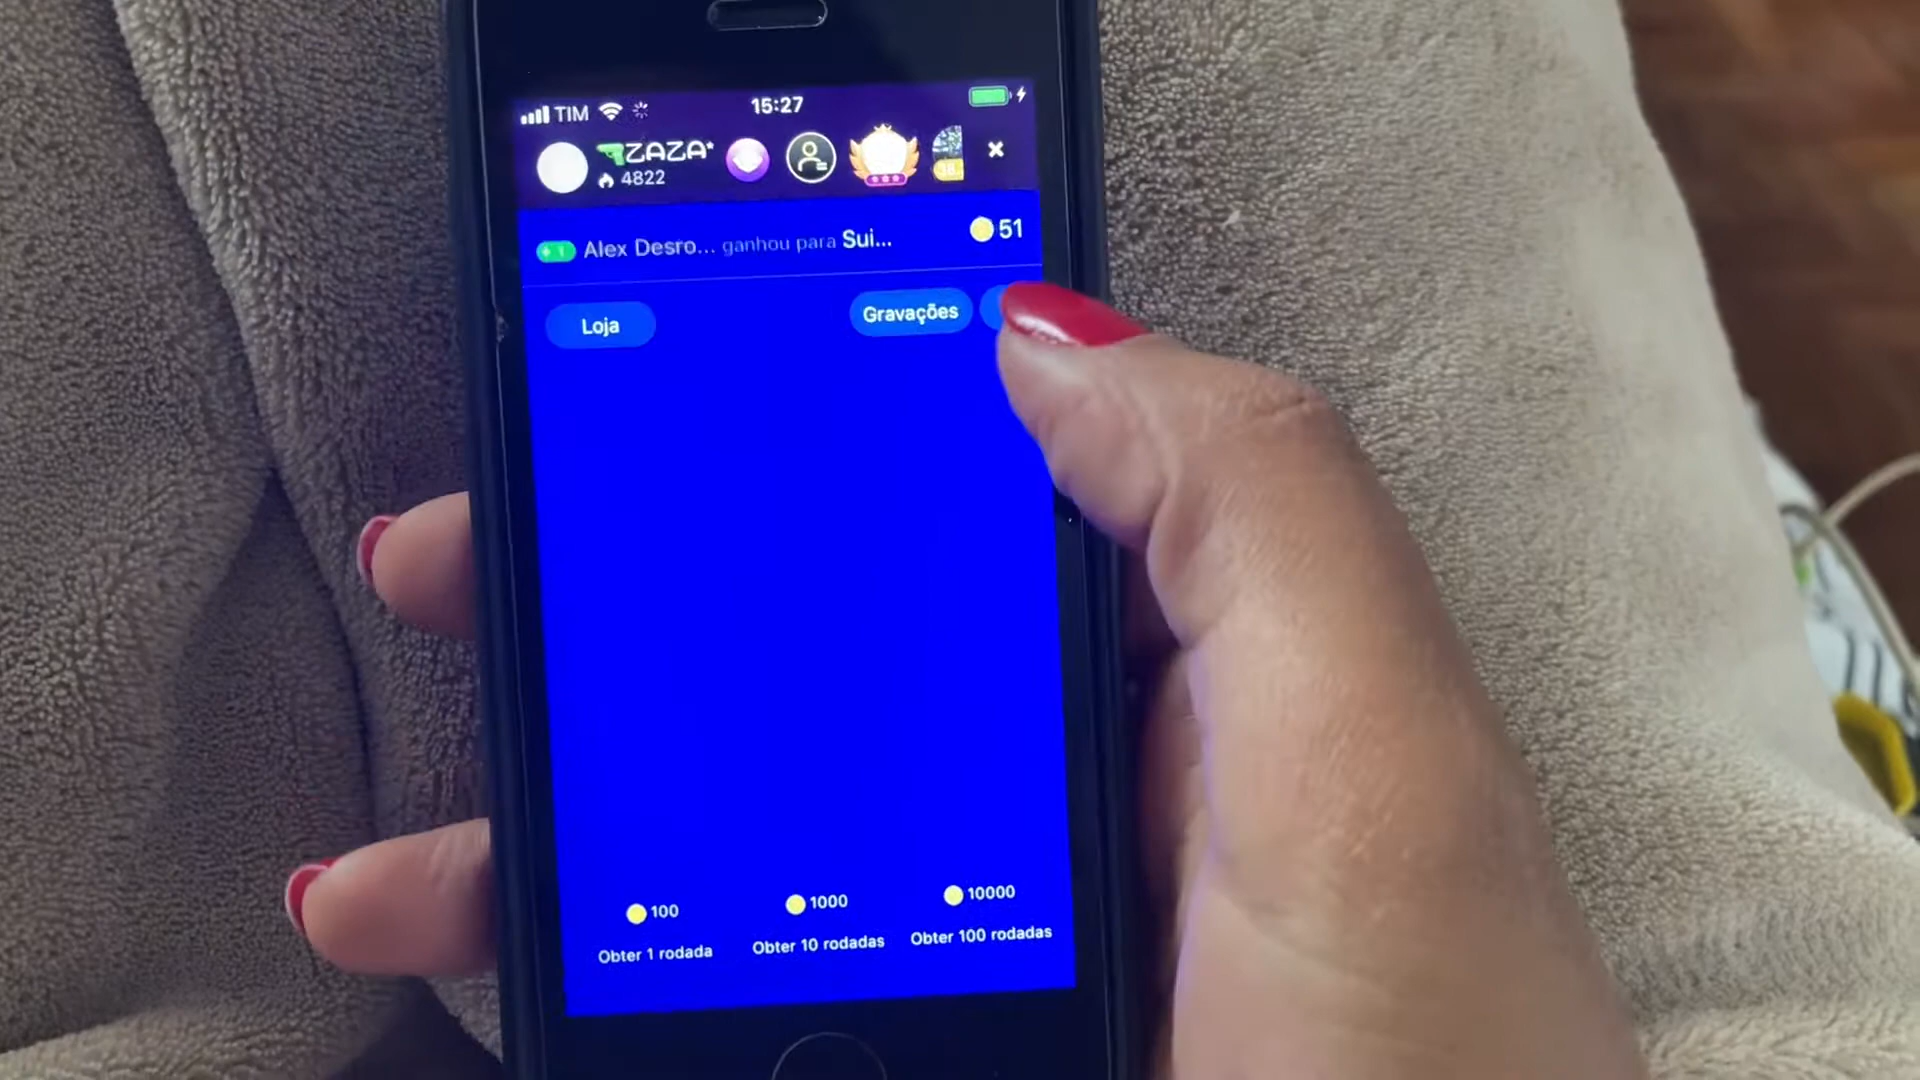 TIM 15:27
ZAZA*
4822
Alex Desro... ganhou para Sui... 51
Loja Gravações
100 1000 10000
Obter 1 rodada Obter 10 rodadas Obter 100 rodadas